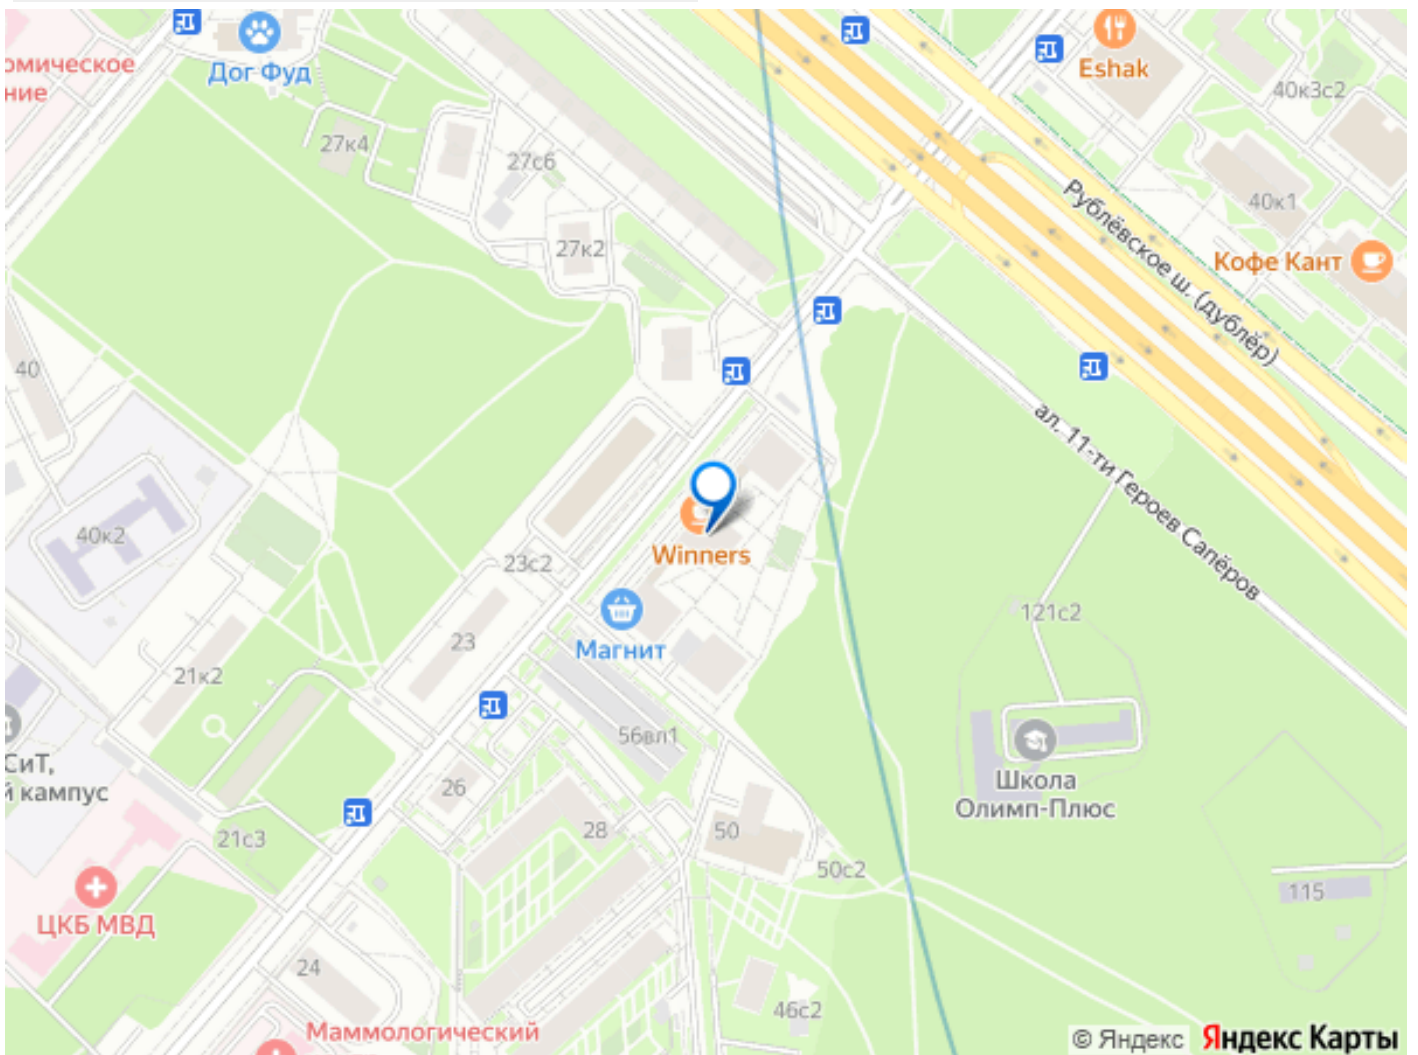 омическое
ние
Дог Фуд
Eshak
40к3с2
27к4
27с6
40к1
27к2
Кофе Кант
Рублёвское ш. (дублёр)
40
ал. 11-ти Героев Сапёров
40к2
Winners
23с2
121с2
Магнит
23
21к2
56вл1
СиТ,
й кампус
26
Школа
Олимп-Плюс
28
50
21с3
50с2
115
ЦКБ МВД
24
46с2
Маммологический
© Яндекс Яндекс Карты